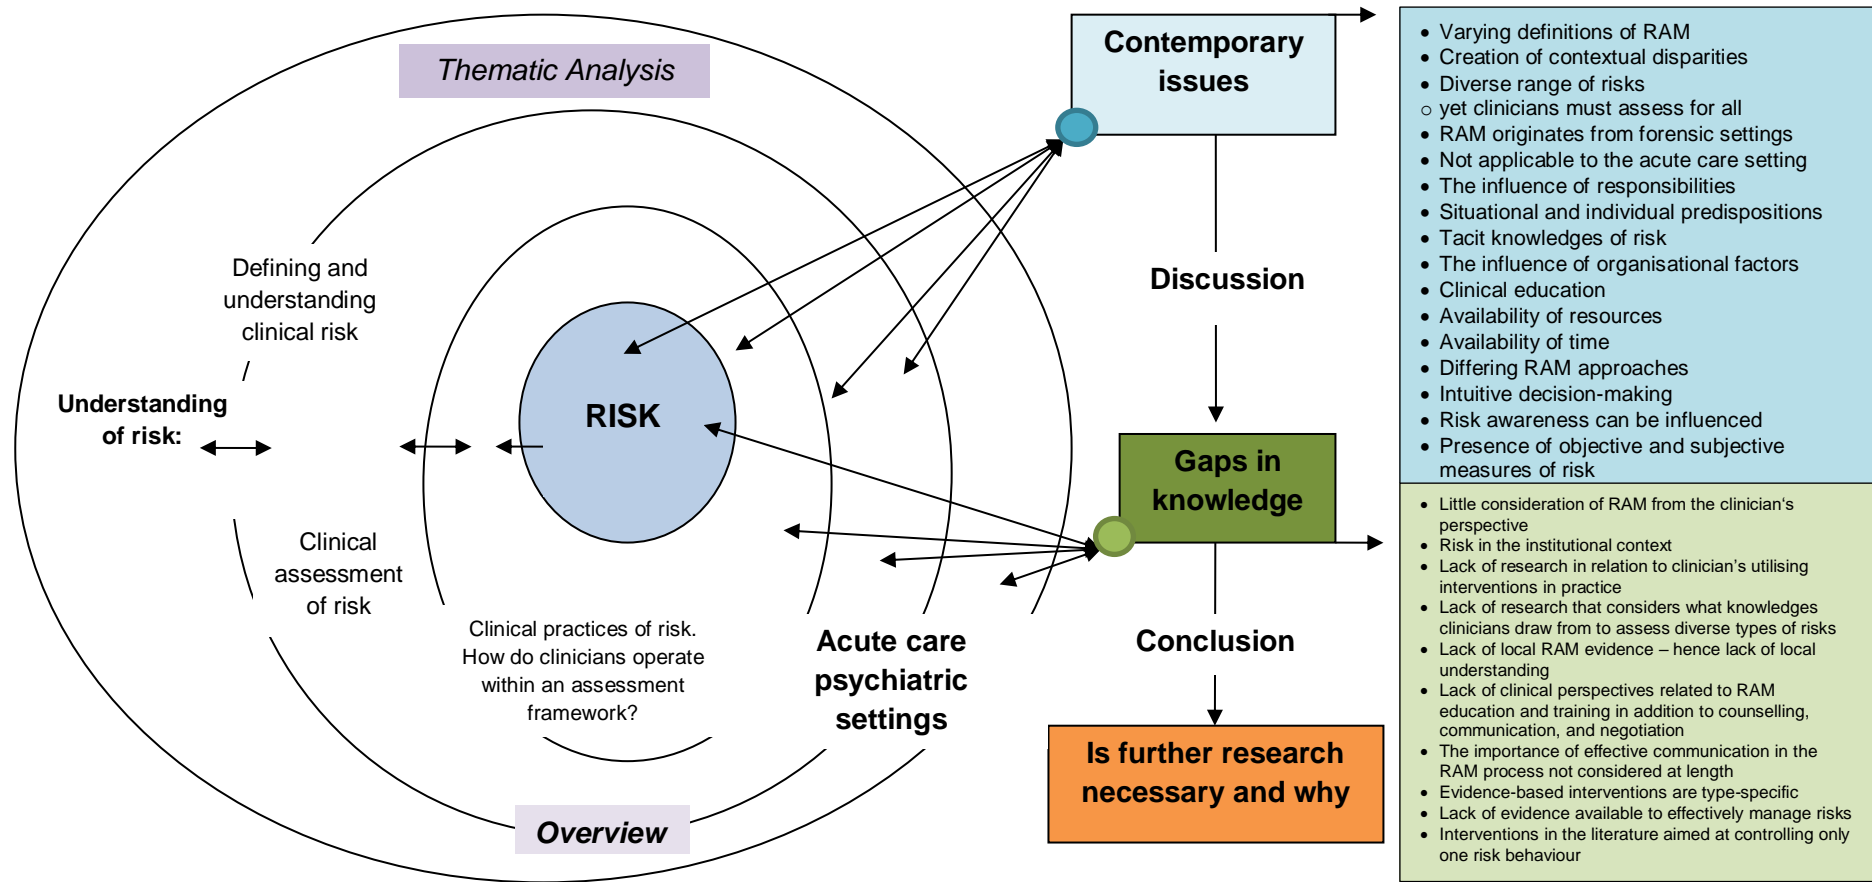 Thematic Analysis
Defining and
understanding
clinical risk
Understanding
of risk:
RISK
Clinical
assessment
of risk
Clinical practices of risk.
How do clinicians operate
within an assessment
framework?
Acute care
psychiatric
settings
Overview
Contemporary
issues
Discussion
Gaps in
knowledge
Conclusion
Is further research
necessary and why
• Varying definitions of RAM
• Creation of contextual disparities
• Diverse range of risks
o yet clinicians must assess for all
• RAM originates from forensic settings
• Not applicable to the acute care setting
• The influence of responsibilities
• Situational and individual predispositions
• Tacit knowledges of risk
• The influence of organisational factors
• Clinical education
• Availability of resources
• Availability of time
• Differing RAM approaches
• Intuitive decision-making
• Risk awareness can be influenced
• Presence of objective and subjective
measures of risk
• Little consideration of RAM from the clinician‘s
perspective
• Risk in the institutional context
• Lack of research in relation to clinician’s utilising
interventions in practice
• Lack of research that considers what knowledges
clinicians draw from to assess diverse types of risks
• Lack of local RAM evidence – hence lack of local
understanding
• Lack of clinical perspectives related to RAM
education and training in addition to counselling,
communication, and negotiation
• The importance of effective communication in the
RAM process not considered at length
• Evidence-based interventions are type-specific
• Lack of evidence available to effectively manage risks
• Interventions in the literature aimed at controlling only
one risk behaviour